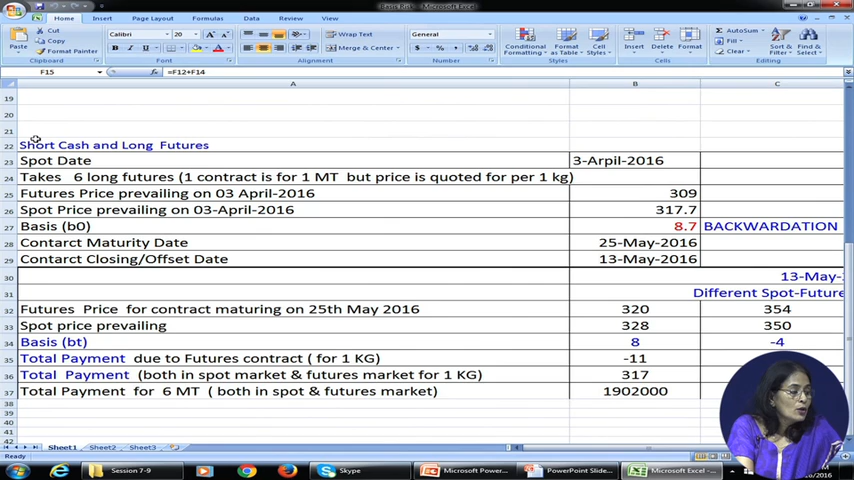 Basis Risk - Microsoft Excel
Home Insert Page Layout Formulas Data Review View
Paste Cut Copy Format Painter Calibri 20 Wrap Text General Conditional Formatting Format as Table Cell Styles Insert Delete Format AutoSum Fill Clear Sort & Filter Find & Select
Merge & Center
Clipboard Font Alignment Number Styles Cells Editing
F15 fx =F12+F14
A B C
19
20
21
22 Short Cash and Long Futures
23 Spot Date 3-Arpil-2016
24 Takes 6 long futures (1 contract is for 1 MT but price is quoted for per 1 kg)
25 Futures Price prevailing on 03 April-2016 309
26 Spot Price prevailing on 03-April-2016 317.7
27 Basis (b0) 8.7 BACKWARDATION
28 Contarct Maturity Date 25-May-2016
29 Contarct Closing/Offset Date 13-May-2016
30 13-May-
31 Different Spot-Future
32 Futures Price for contract maturing on 25th May 2016 320 354
33 Spot price prevailing 328 350
34 Basis (bt) 8 -4
35 Total Payment due to Futures contract ( for 1 KG) -11
36 Total Payment (both in spot market & futures market for 1 KG) 317
37 Total Payment for 6 MT ( both in spot & futures market) 1902000
38
39
40
41
42
Sheet1 Sheet2 Sheet3
Session 7-9 Skype Microsoft Power... PowerPoint Slide... Microsoft Excel -...